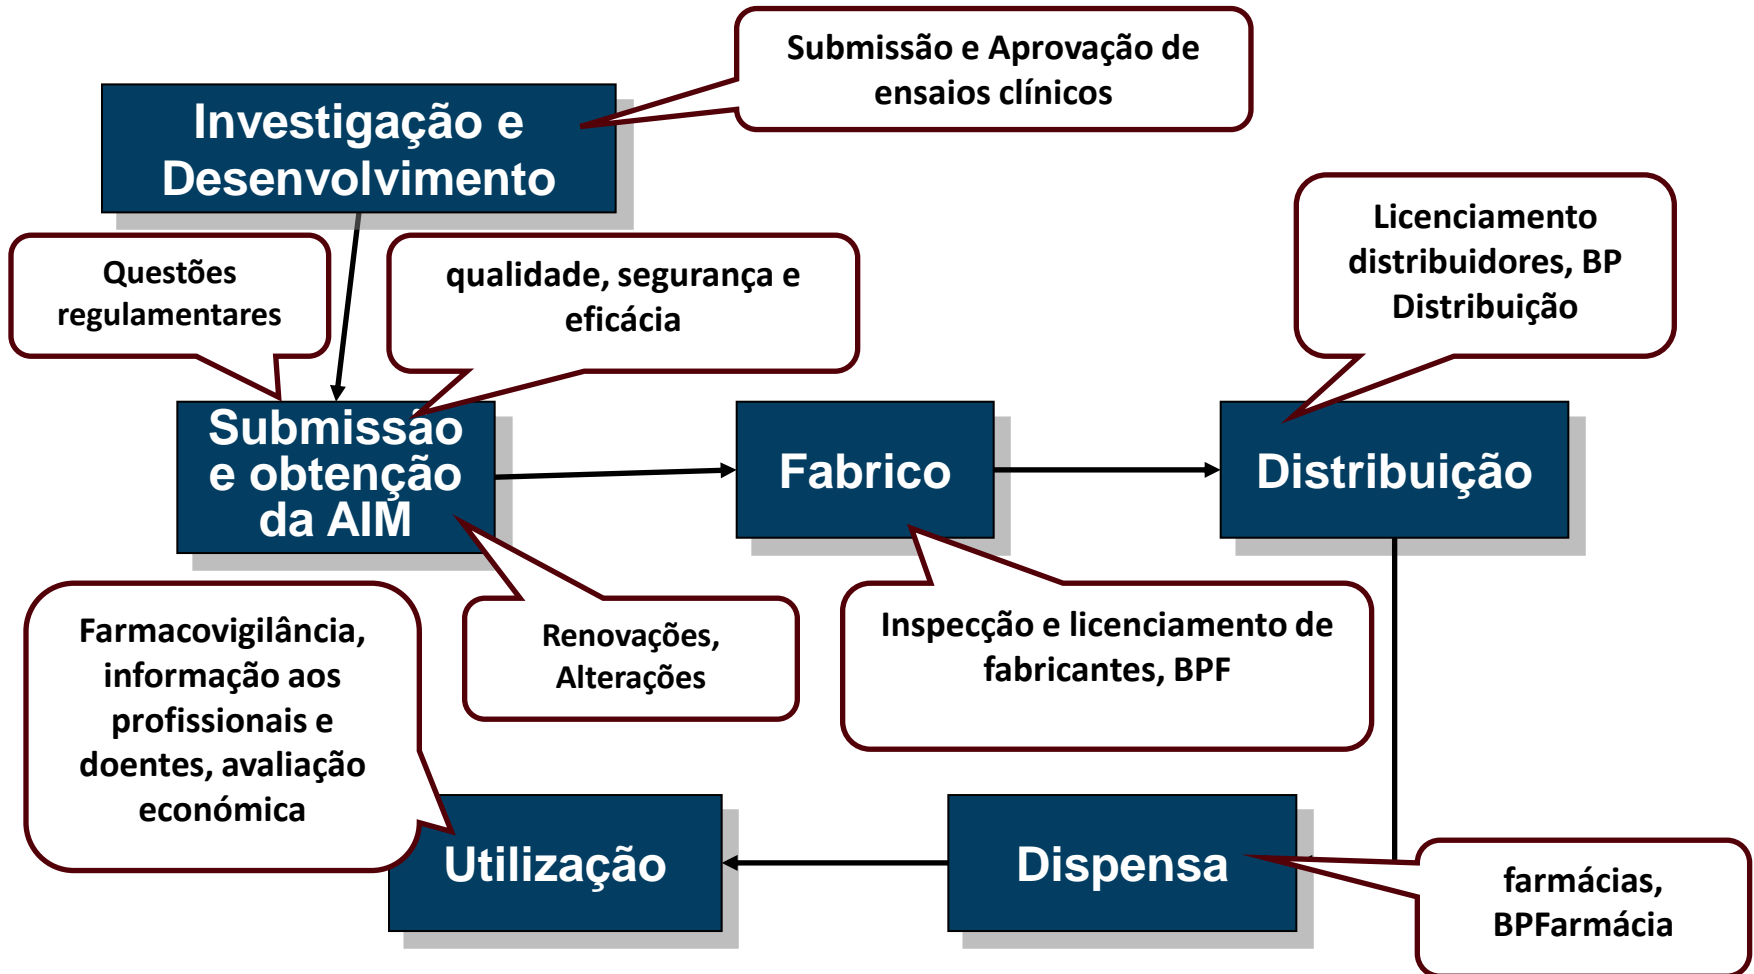 Submissão e Aprovação de
ensaios clínicos
Investigação e
Desenvolvimento
Questões
regulamentares
qualidade, segurança e
eficácia
Licenciamento
distribuidores, BP
Distribuição
Submissão
e obtenção
da AIM
Fabrico
Distribuição
Farmacovigilância,
informação aos
profissionais e
doentes, avaliação
económica
Renovações,
Alterações
Inspecção e licenciamento de
fabricantes, BPF
Utilização
Dispensa
farmácias,
BPFarmácia